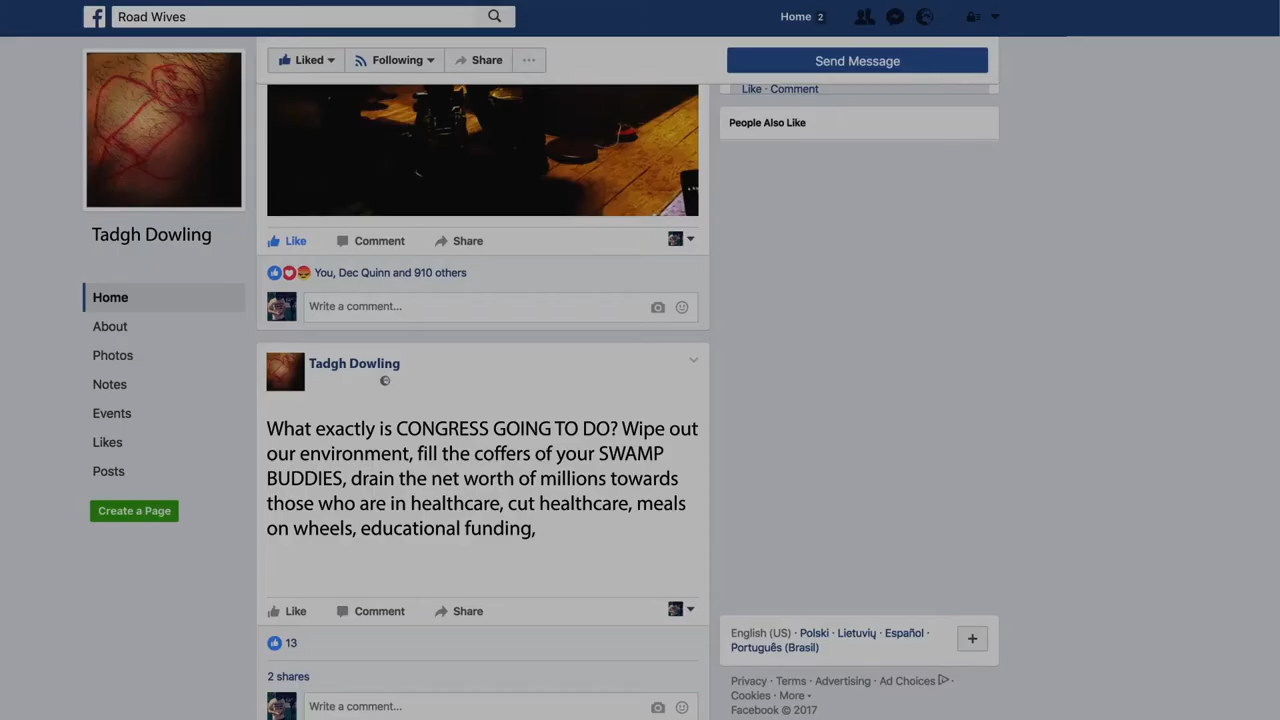 Road Wives
Home 2
Liked
Following
Share
Send Message
Like · Comment
People Also Like
Tadgh Dowling
Home
About
Photos
Notes
Events
Likes
Posts
Create a Page
Like
Comment
Share
You, Dec Quinn and 910 others
Write a comment...
Tadgh Dowling
What exactly is CONGRESS GOING TO DO? Wipe out
our environment, fill the coffers of your SWAMP
BUDDIES, drain the net worth of millions towards
those who are in healthcare, cut healthcare, meals
on wheels, educational funding,
Like
Comment
Share
13
2 shares
Write a comment...
English (US) · Polski · Lietuvių · Español ·
Português (Brasil)
Privacy · Terms · Advertising · Ad Choices ·
Cookies · More
Facebook © 2017